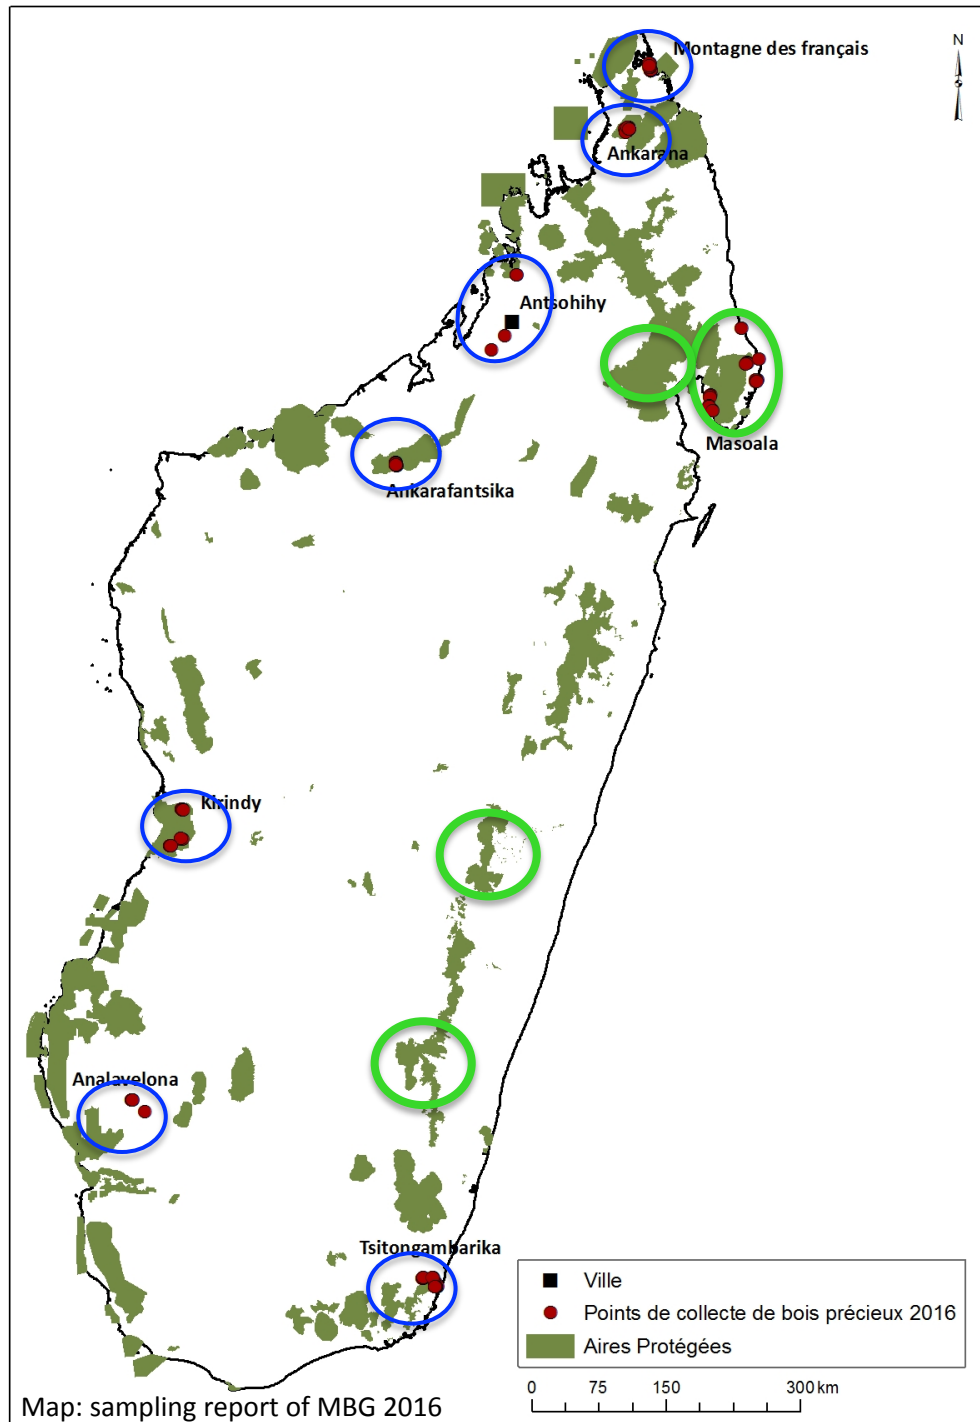 N
Montagne des français
Ankarana
Antsohihy
Masoala
Ankarafantsika
Kirindy
Analavelona
Tsitongambarika
Ville
Points de collecte de bois précieux 2016
Aires Protégées
0 75 150 300 km
Map: sampling report of MBG 2016